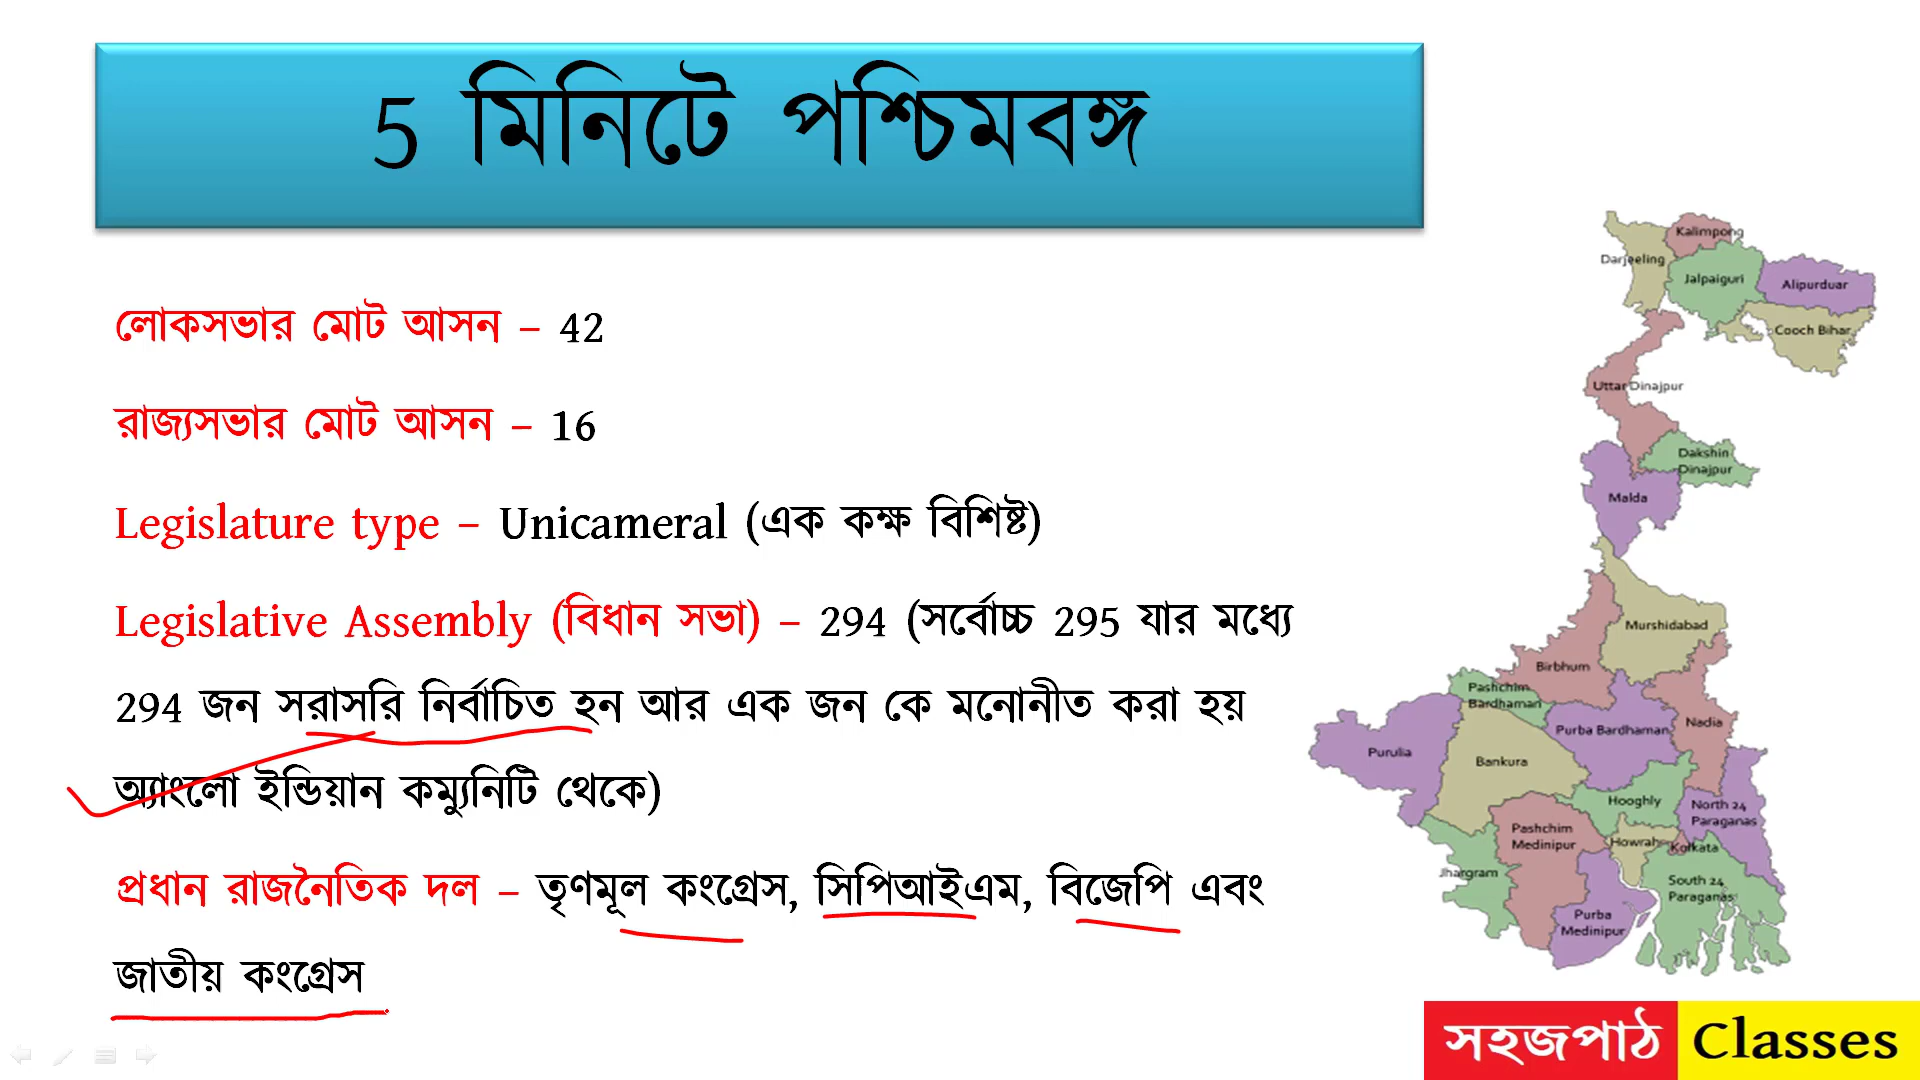 5 মিনিটে পশ্চিমবঙ্গ
লোকসভার মোট আসন – 42
রাজ্যসভার মোট আসন – 16
Legislature type – Unicameral (এক কক্ষ বিশিষ্ট)
Legislative Assembly (বিধান সভা) – 294 (সর্বোচ্চ 295 যার মধ্যে
294 জন সরাসরি নির্বাচিত হন আর এক জন কে মনোনীত করা হয়
অ্যাংলো ইন্ডিয়ান কম্যুনিটি থেকে)
প্রধান রাজনৈতিক দল – তৃণমূল কংগ্রেস, সিপিআইএম, বিজেপি এবং
জাতীয় কংগ্রেস
Kalimpong
Darjeeling
Jalpaiguri
Alipurduar
Cooch Bihar
Uttar Dinajpur
Dakshin
Dinajpur
Malda
Murshidabad
Birbhum
Pashchim
Bardhaman
Purba Bardhaman
Nadia
Purulia
Bankura
Hooghly
North 24
Paraganas
Pashchim
Medinipur
Howrah
Kolkata
Jhargram
South 24
Paraganas
Purba
Medinipur
সহজপাঠ Classes